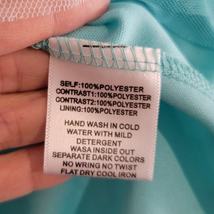 SELF:100%POLYESTER
CONTRAST1:100%POLYESTER
CONTRAST2:100%POLYESTER
LINING:100%POLYESTER
HAND WASH IN COLD
WATER WITH MILD
DETERGENT
WASA INSIDE OUT
SEPARATE DARK COLORS
NO WRING NO TWIST
FLAT DRY COOL IRON